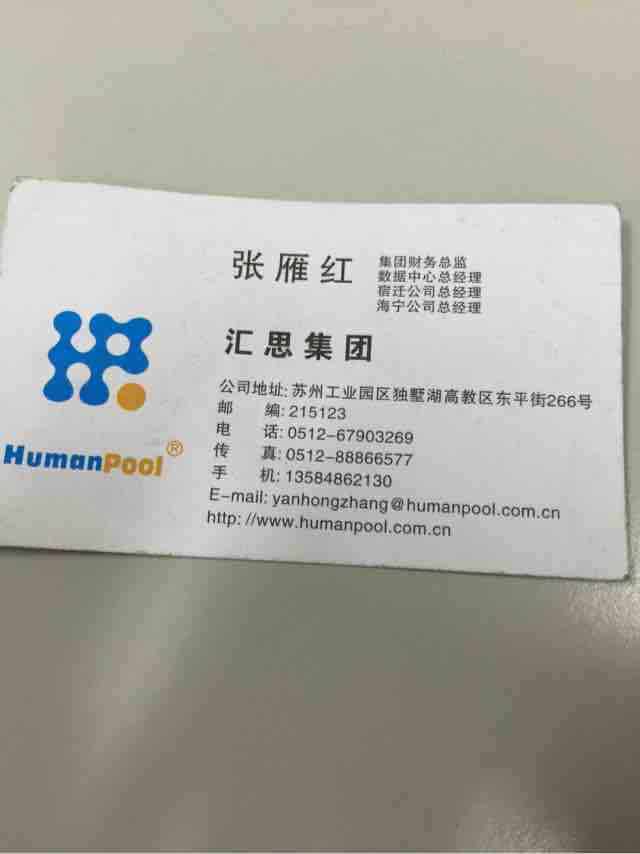 张雁红
集团财务总监
数据中心总经理
宿迁公司总经理
海宁公司总经理
汇思集团
HumanPool®
公司地址: 苏州工业园区独墅湖高教区东平街266号
邮 编: 215123
电 话: 0512-67903269
传 真: 0512-88866577
手 机: 13584862130
E-mail: yanhongzhang@humanpool.com.cn
http: //www.humanpool.com.cn